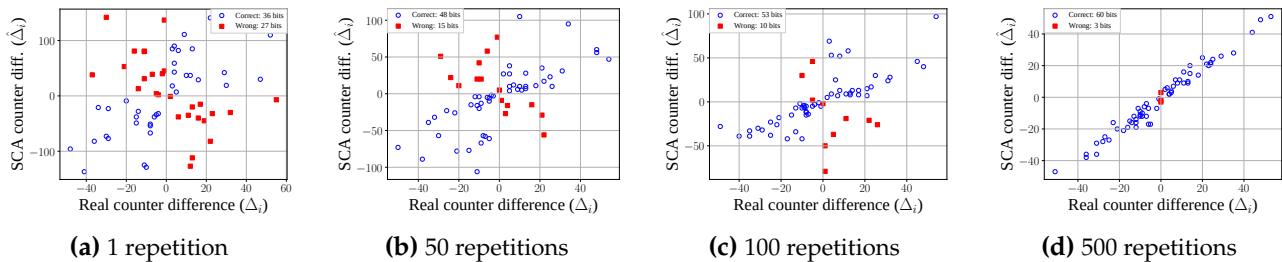 Correct: 36 bits
Wrong: 27 bits
SCA counter diff. (Δ̂ᵢ)
100
0
−100
−40 −20 0 20 40 60
Real counter difference (Δᵢ)
(a) 1 repetition
Correct: 48 bits
Wrong: 15 bits
SCA counter diff. (Δ̂ᵢ)
100
50
0
−50
−100
−40 −20 0 20 40
Real counter difference (Δᵢ)
(b) 50 repetitions
Correct: 53 bits
Wrong: 10 bits
SCA counter diff. (Δ̂ᵢ)
100
50
0
−50
−40 −20 0 20 40
Real counter difference (Δᵢ)
(c) 100 repetitions
Correct: 60 bits
Wrong: 3 bits
SCA counter diff. (Δ̂ᵢ)
40
20
0
−20
−40
−40 −20 0 20 40
Real counter difference (Δᵢ)
(d) 500 repetitions